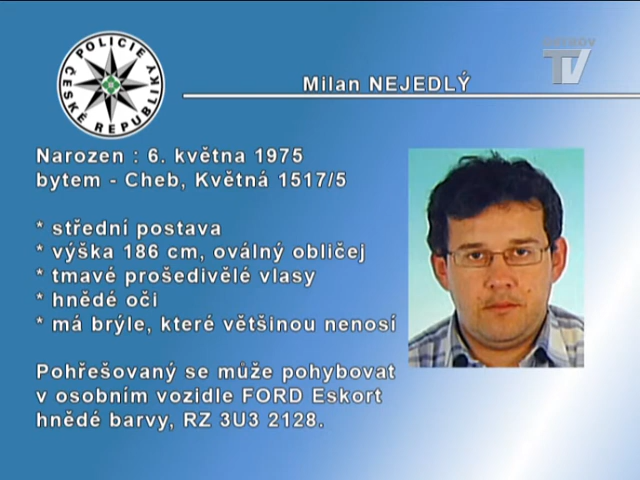 POLICIE
ČESKÉ REPUBLIKY
OSTROV
TV
Milan NEJEDLÝ
Narozen : 6. května 1975
bytem - Cheb, Květná 1517/5
* střední postava
* výška 186 cm, oválný obličej
* tmavé prošedivělé vlasy
* hnědé oči
* má brýle, které většinou nenosí
Pohřešovaný se může pohybovat
v osobním vozidle FORD Eskort
hnědé barvy, RZ 3U3 2128.